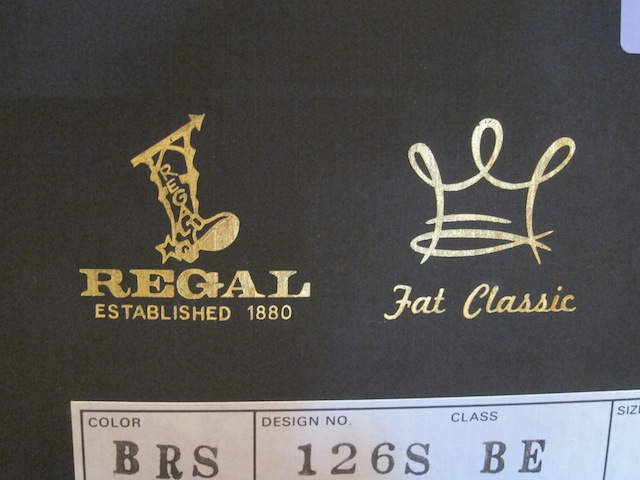 REGAL
REGAL
ESTABLISHED 1880
Fat Classic
COLOR
BRS
DESIGN NO.
CLASS
126S BE